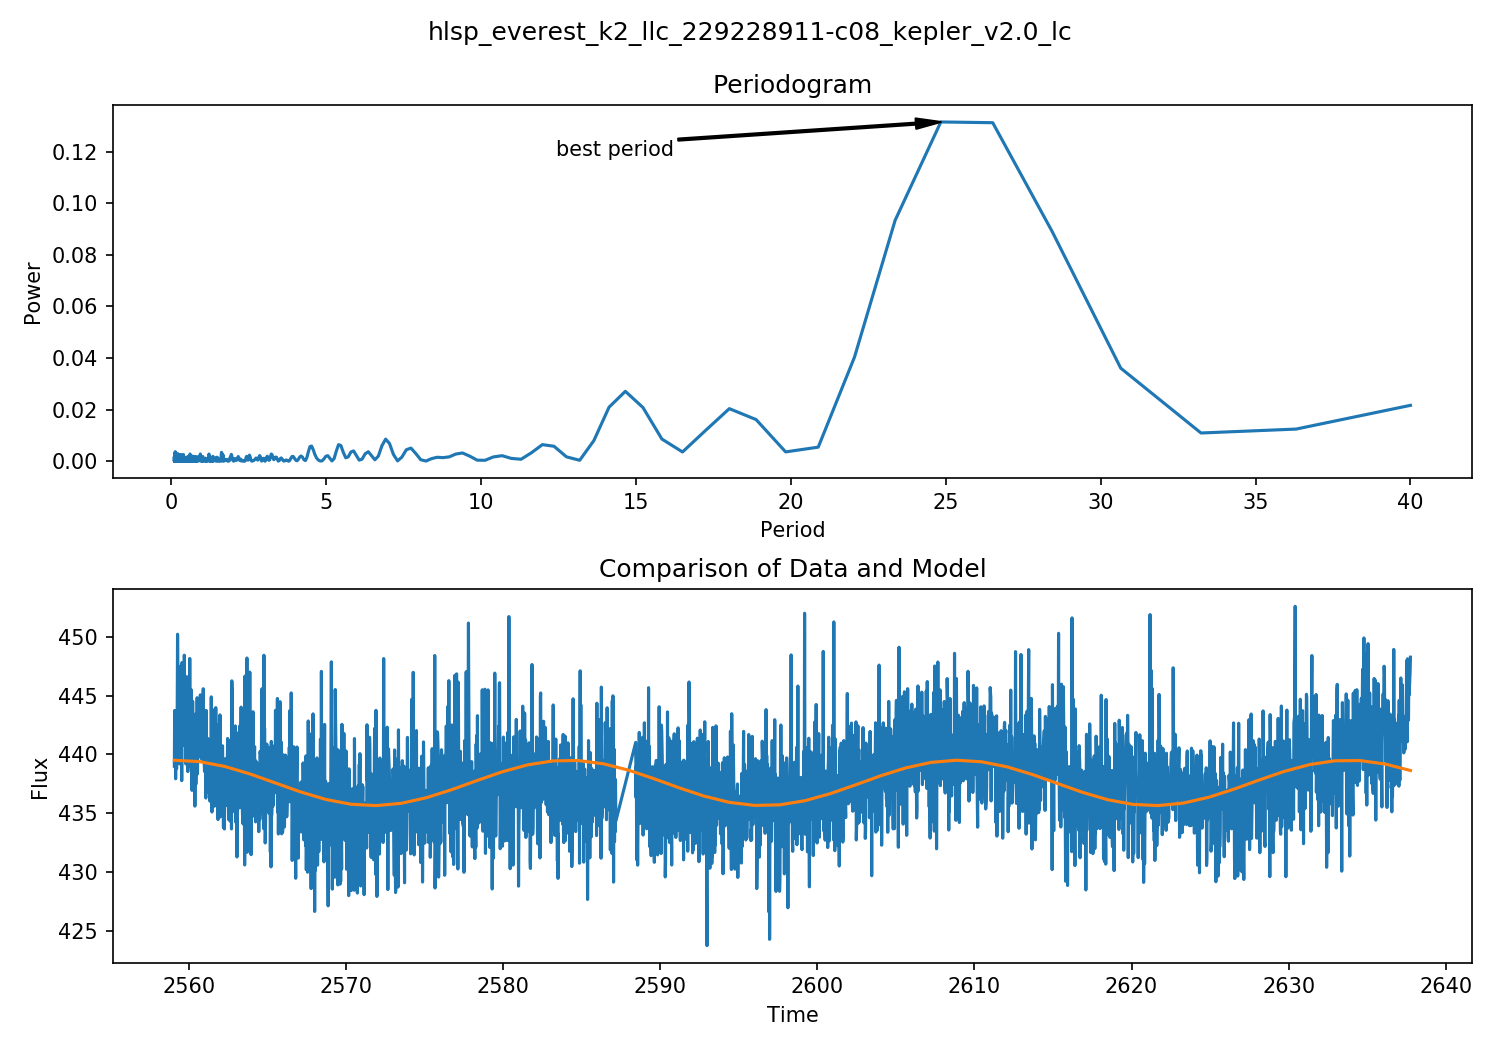 hlsp_everest_k2_llc_229228911-c08_kepler_v2.0_lc
Periodogram
best period
0.12
0.10
0.08
0.06
0.04
0.02
0.00
Power
0 5 10 15 20 25 30 35 40
Period
Comparison of Data and Model
450
445
440
435
430
425
Flux
2560 2570 2580 2590 2600 2610 2620 2630 2640
Time